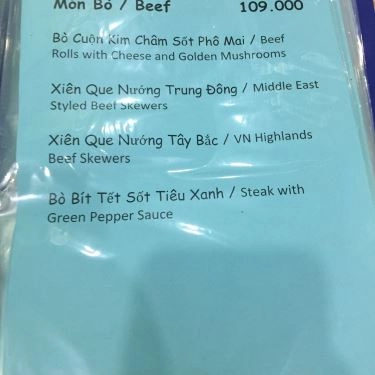 Món Bò / Beef 109.000
Bò Cuộn Kim Châm Sốt Phô Mai / Beef
Rolls with Cheese and Golden Mushrooms
Xiên Que Nướng Trung Đông / Middle East
Styled Beef Skewers
Xiên Que Nướng Tây Bắc / VN Highlands
Beef Skewers
Bò Bít Tết Sốt Tiêu Xanh / Steak with
Green Pepper Sauce